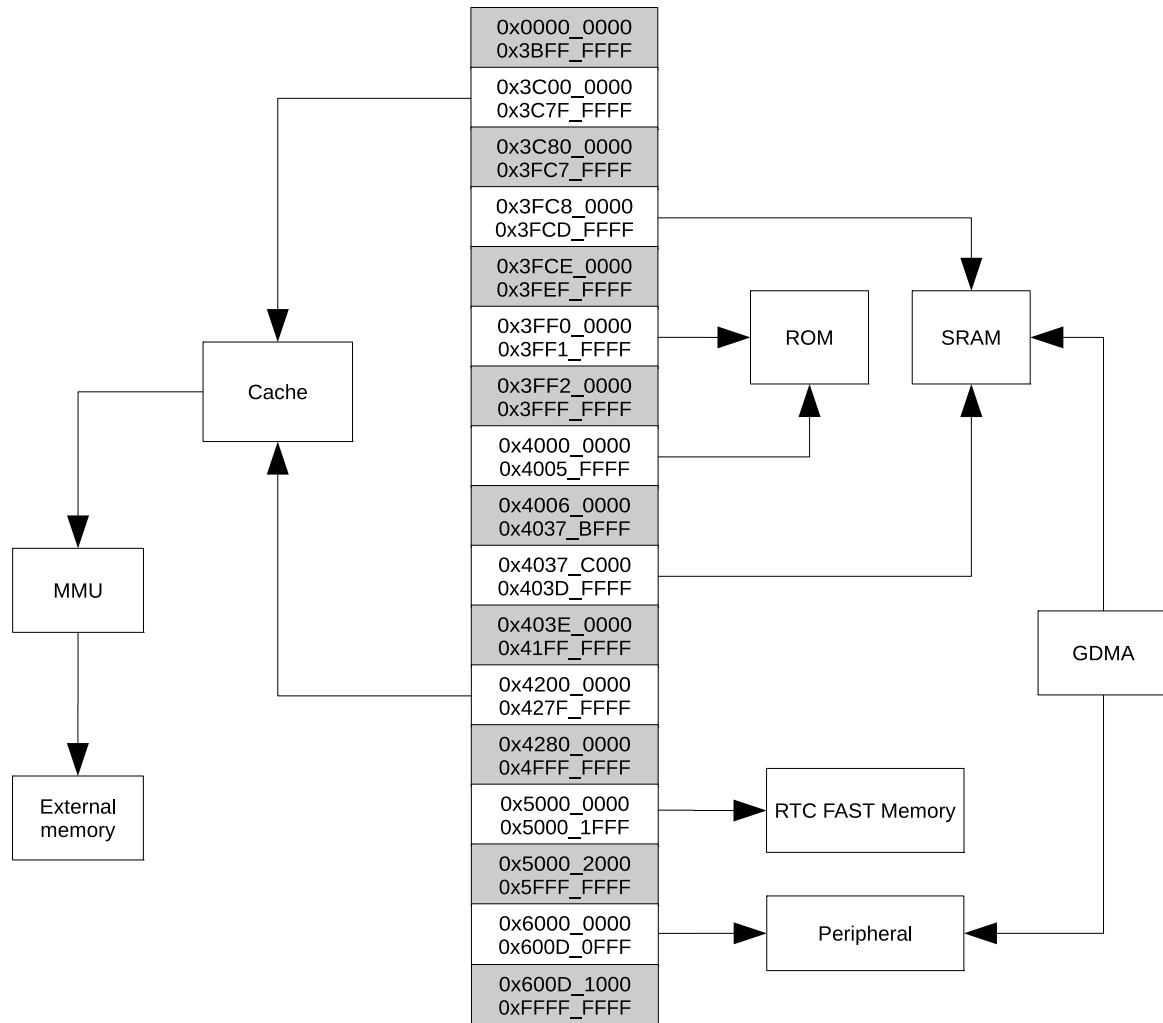 0x0000_0000
0x3BFF_FFFF
0x3C00_0000
0x3C7F_FFFF
0x3C80_0000
0x3FC7_FFFF
0x3FC8_0000
0x3FCD_FFFF
0x3FCE_0000
0x3FEF_FFFF
0x3FF0_0000
0x3FF1_FFFF
0x3FF2_0000
0x3FFF_FFFF
0x4000_0000
0x4005_FFFF
0x4006_0000
0x4037_BFFF
0x4037_C000
0x403D_FFFF
0x403E_0000
0x41FF_FFFF
0x4200_0000
0x427F_FFFF
0x4280_0000
0x4FFF_FFFF
0x5000_0000
0x5000_1FFF
0x5000_2000
0x5FFF_FFFF
0x6000_0000
0x600D_0FFF
0x600D_1000
0xFFFF_FFFF
Cache
MMU
External
memory
ROM
SRAM
GDMA
RTC FAST Memory
Peripheral